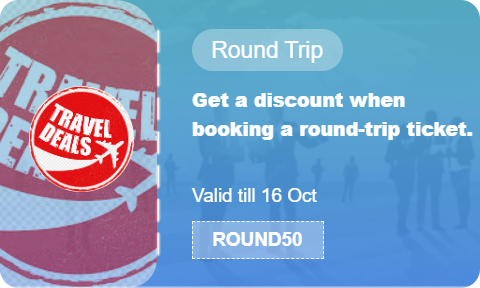 TRAVEL
DEALS
Round Trip
Get a discount when
booking a round-trip ticket.
Valid till 16 Oct
ROUND50